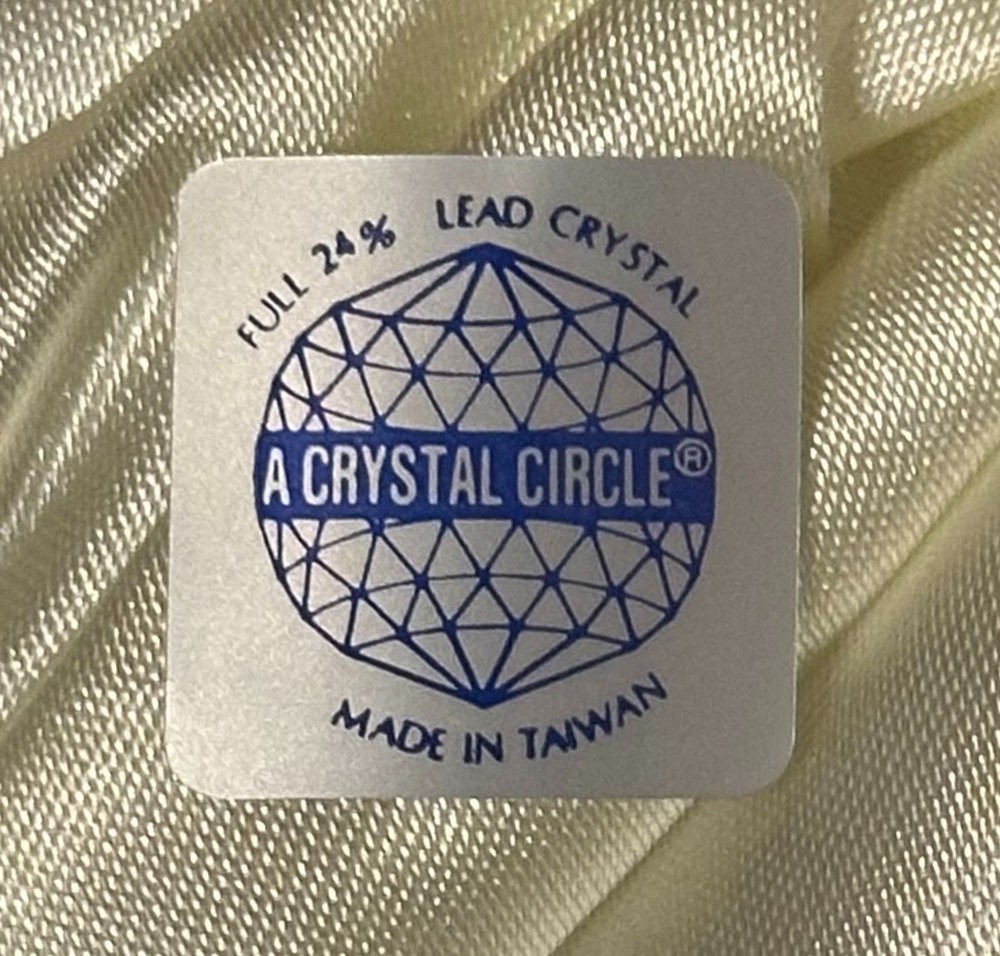 FULL 24% LEAD CRYSTAL
A CRYSTAL CIRCLE®
MADE IN TAIWAN